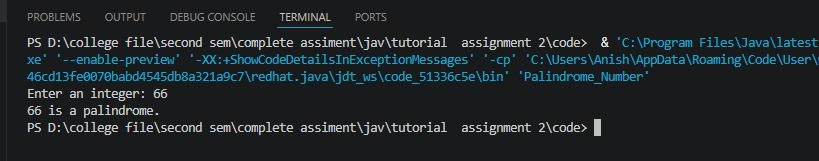 PROBLEMS OUTPUT DEBUG CONSOLE TERMINAL PORTS
PS D:\college file\second sem\complete assiment\jav\tutorial  assignment 2\code>  & 'C:\Program Files\Java\latest
xe' '--enable-preview' '-XX:+ShowCodeDetailsInExceptionMessages' '-cp' 'C:\Users\Anish\AppData\Roaming\Code\User\
46cd13fe0070babd4545db8a321a9c7\redhat.java\jdt_ws\code_51336c5e\bin' 'Palindrome_Number'
Enter an integer: 66
66 is a palindrome.
PS D:\college file\second sem\complete assiment\jav\tutorial  assignment 2\code>